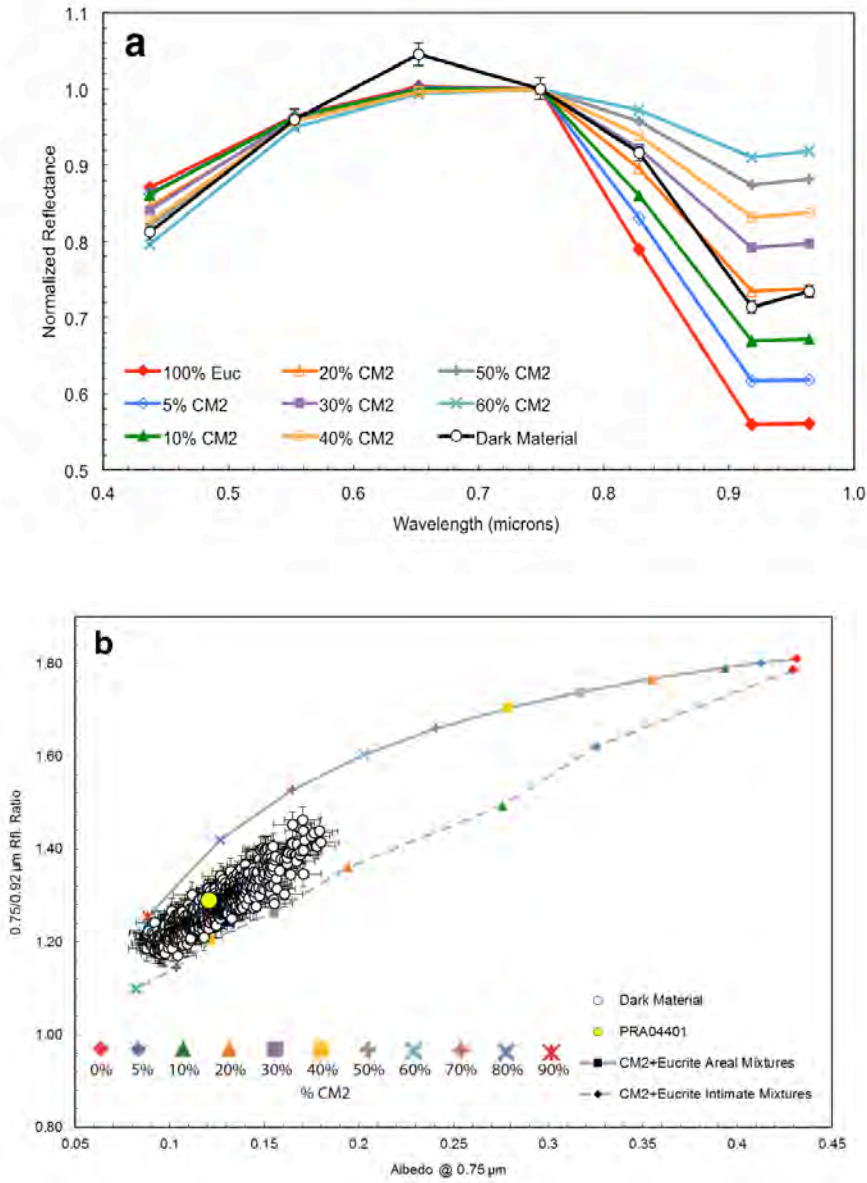 a
1.1
1.0
0.9
0.8
0.7
0.6
0.5
Normalized Reflectance
100% Euc 20% CM2 50% CM2
5% CM2 30% CM2 60% CM2
10% CM2 40% CM2 Dark Material
0.4 0.5 0.6 0.7 0.8 0.9 1.0
Wavelength (microns)
b
1.80
1.60
1.40
1.20
1.00
0.80
0.75/0.92 µm Rfl. Ratio
Dark Material
PRA04401
CM2+Eucrite Areal Mixtures
CM2+Eucrite Intimate Mixtures
0% 5% 10% 20% 30% 40% 50% 60% 70% 80% 90%
% CM2
0.05 0.1 0.15 0.2 0.25 0.3 0.35 0.4 0.45
Albedo @ 0.75 µm